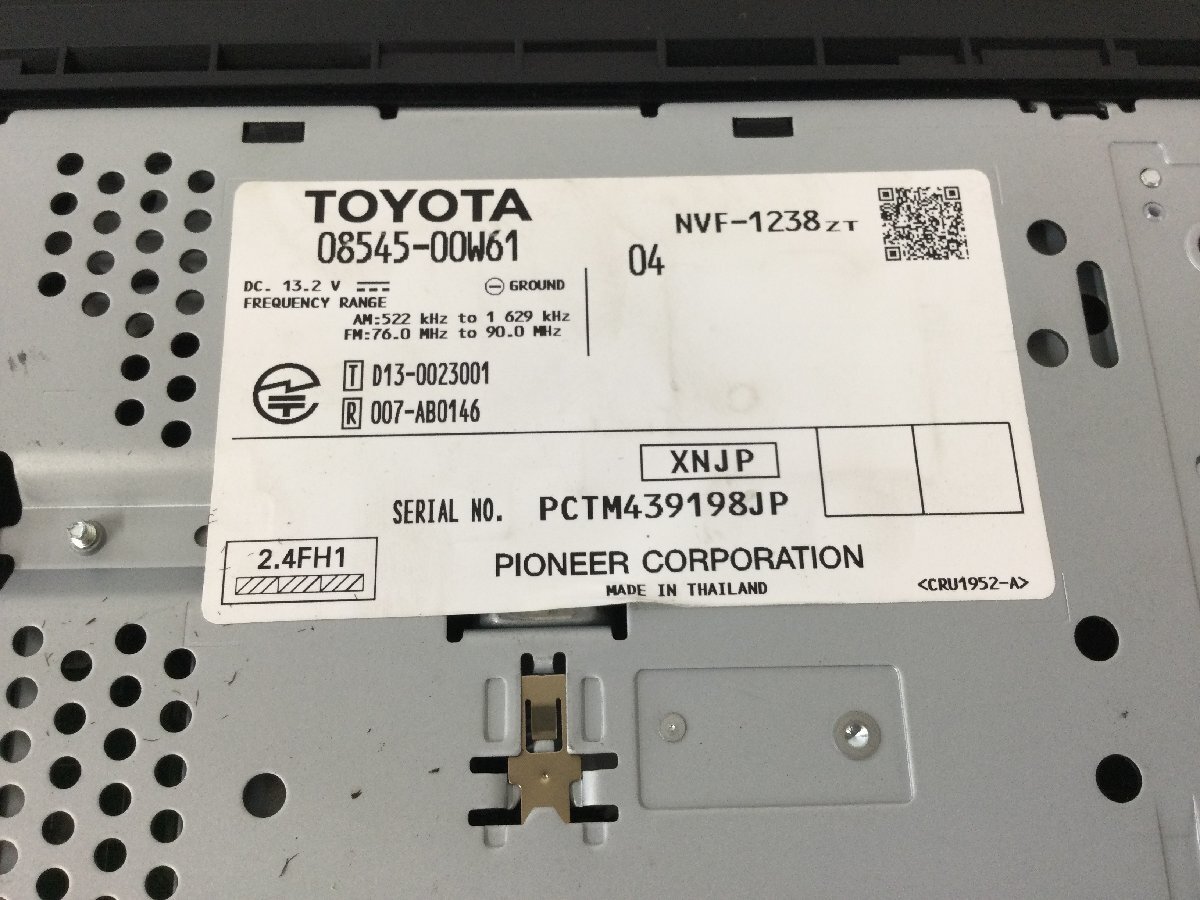 TOYOTA
08545-00W61
NVF-1238 ZT
04
DC. 13.2 V
GROUND
FREQUENCY RANGE
AM:522 kHz to 1 629 kHz
FM:76.0 MHz to 90.0 MHz
T D13-0023001
R 007-AB0146
XNJP
SERIAL NO. PCTM439198JP
2.4FH1
PIONEER CORPORATION
MADE IN THAILAND
<CRU1952-A>